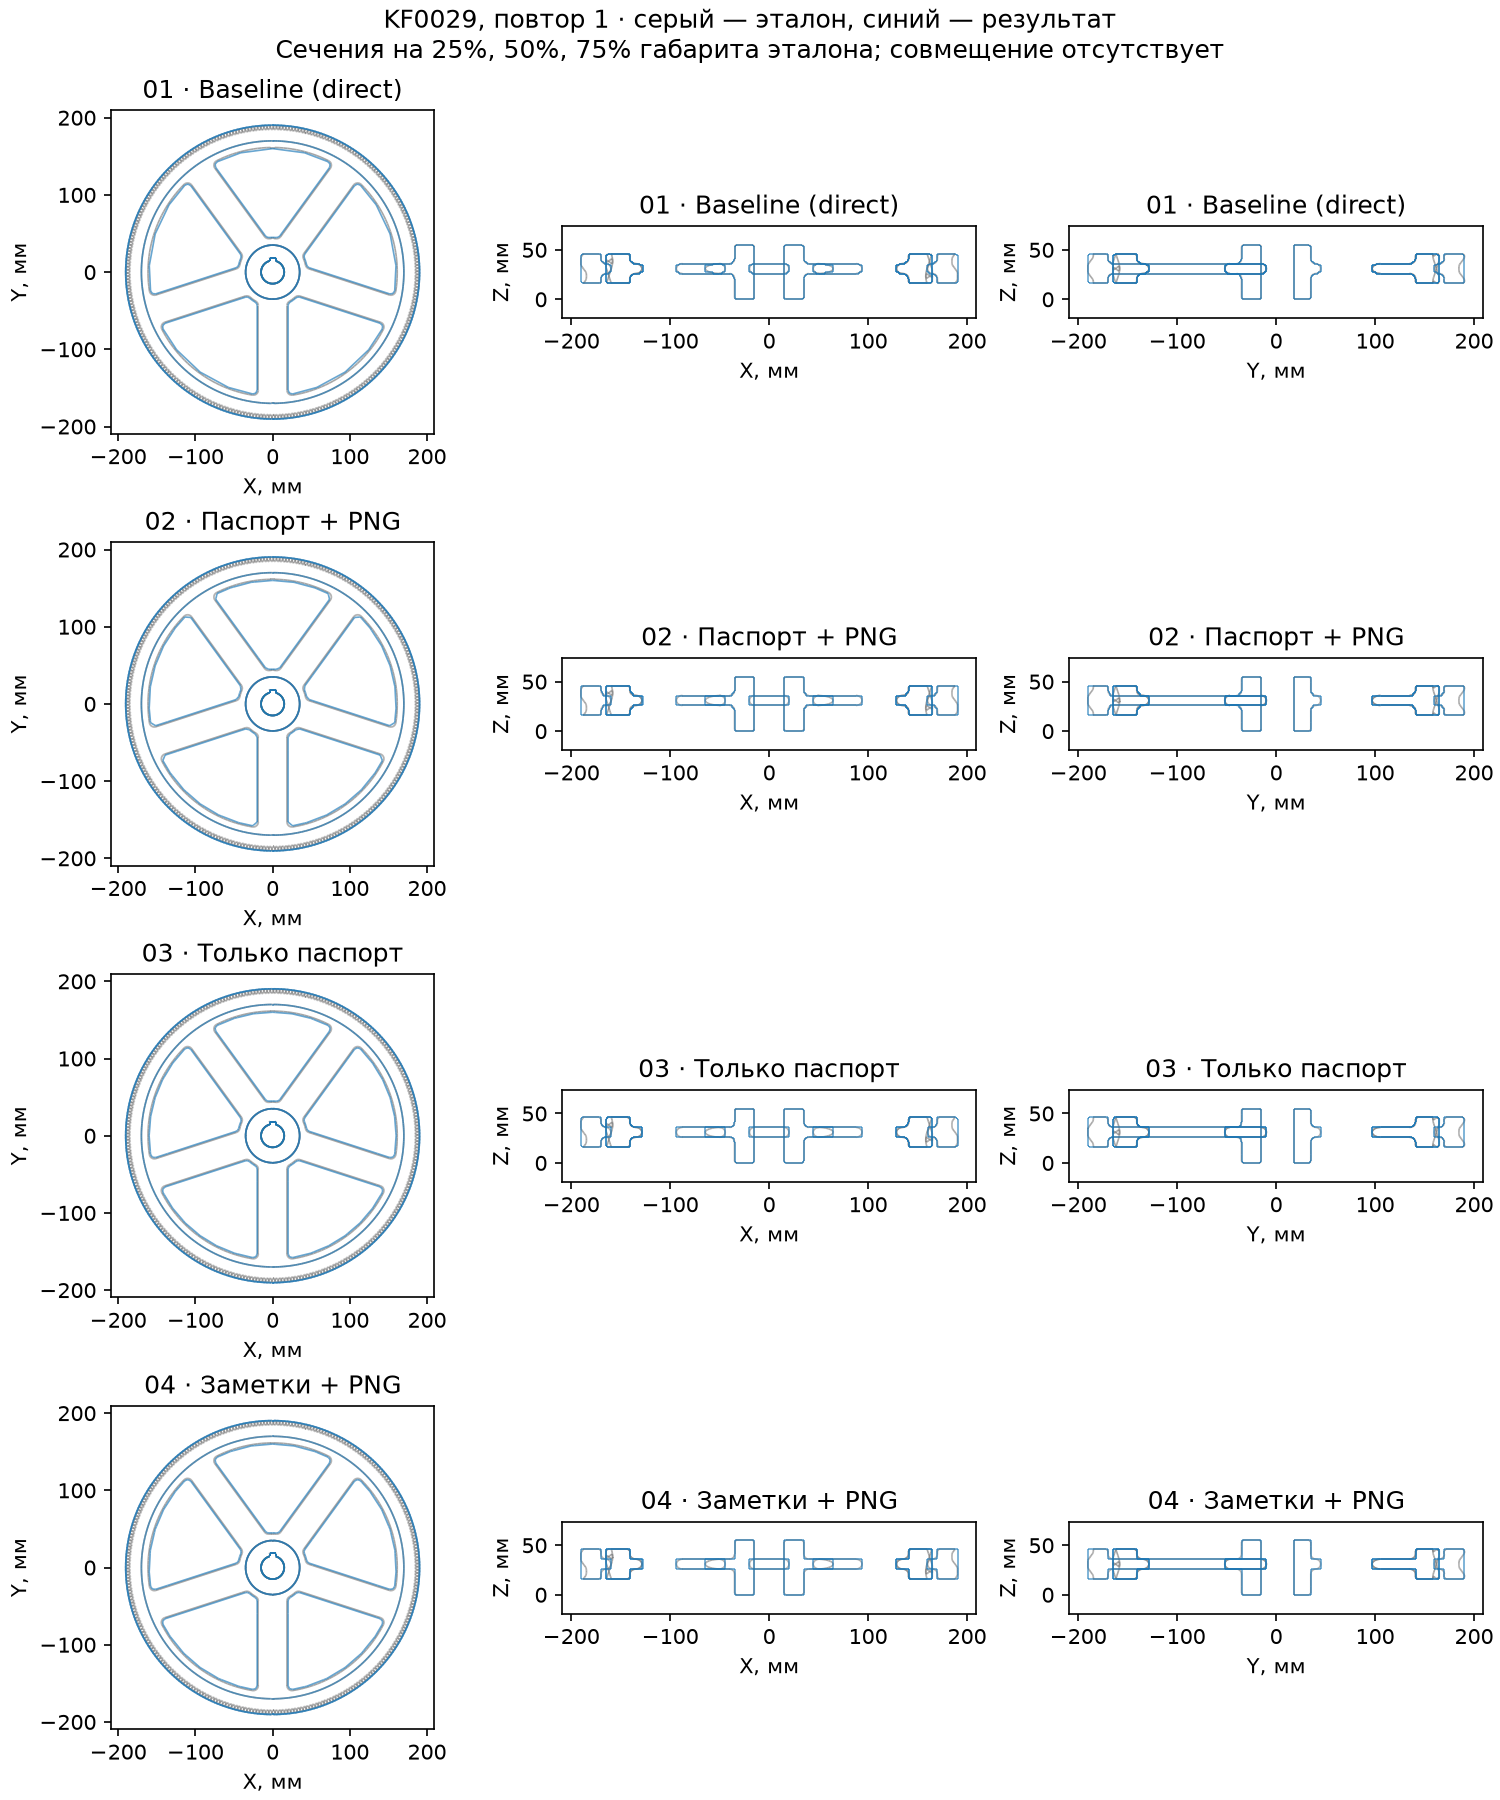 KF0029, повтор 1 · серый — эталон, синий — результат
Сечения на 25%, 50%, 75% габарита эталона; совмещение отсутствует
01 · Baseline (direct)
200
100
0
−100
−200
Y, мм
−200 −100 0 100 200
X, мм
01 · Baseline (direct)
50
0
Z, мм
−200 −100 0 100 200
X, мм
01 · Baseline (direct)
50
0
Z, мм
−200 −100 0 100 200
Y, мм
02 · Паспорт + PNG
200
100
0
−100
−200
Y, мм
−200 −100 0 100 200
X, мм
02 · Паспорт + PNG
50
0
Z, мм
−200 −100 0 100 200
X, мм
02 · Паспорт + PNG
50
0
Z, мм
−200 −100 0 100 200
Y, мм
03 · Только паспорт
200
100
0
−100
−200
Y, мм
−200 −100 0 100 200
X, мм
03 · Только паспорт
50
0
Z, мм
−200 −100 0 100 200
X, мм
03 · Только паспорт
50
0
Z, мм
−200 −100 0 100 200
Y, мм
04 · Заметки + PNG
200
100
0
−100
−200
Y, мм
−200 −100 0 100 200
X, мм
04 · Заметки + PNG
50
0
Z, мм
−200 −100 0 100 200
X, мм
04 · Заметки + PNG
50
0
Z, мм
−200 −100 0 100 200
Y, мм